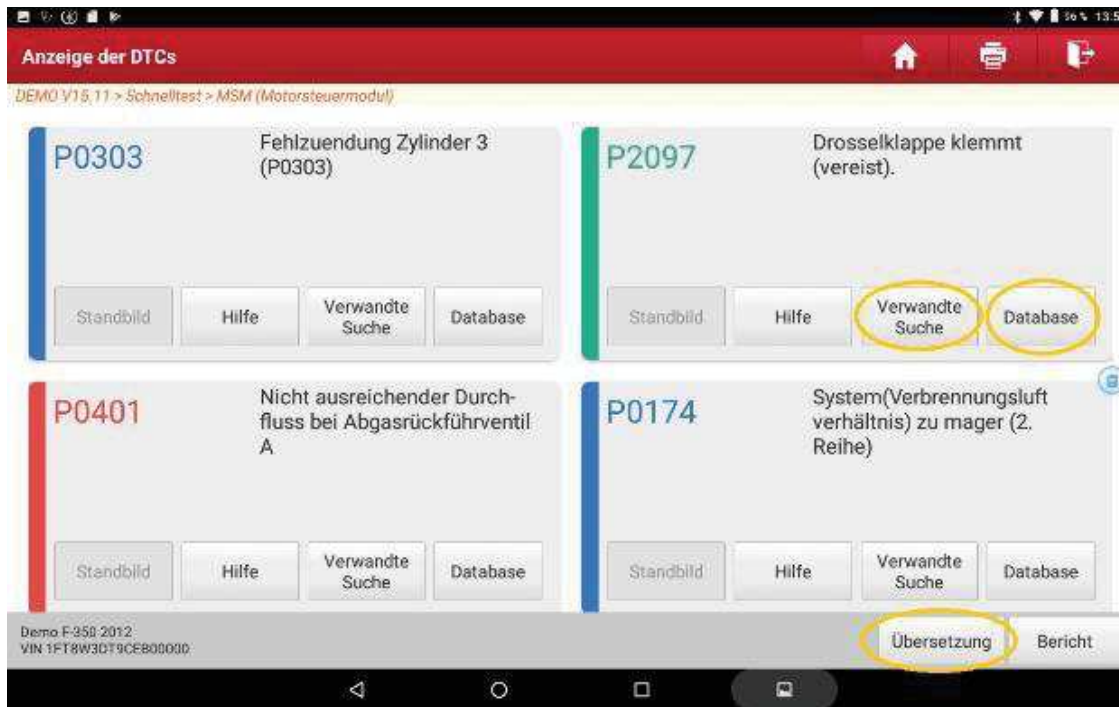 56% 13:5
Anzeige der DTCs
DEMO V15.11 > Schnelltest > MSM (Motorsteuermodul)
P0303
Fehlzuendung Zylinder 3
(P0303)
Standbild
Hilfe
Verwandte
Suche
Database
P2097
Drosselklappe klemmt
(vereist).
Standbild
Hilfe
Verwandte
Suche
Database
P0401
Nicht ausreichender Durch-
fluss bei Abgasrückführventil
A
Standbild
Hilfe
Verwandte
Suche
Database
P0174
System(Verbrennungsluft
verhältnis) zu mager (2.
Reihe)
Standbild
Hilfe
Verwandte
Suche
Database
Demo F-350 2012
VIN 1FT8W3DT9CEB00000
Übersetzung
Bericht